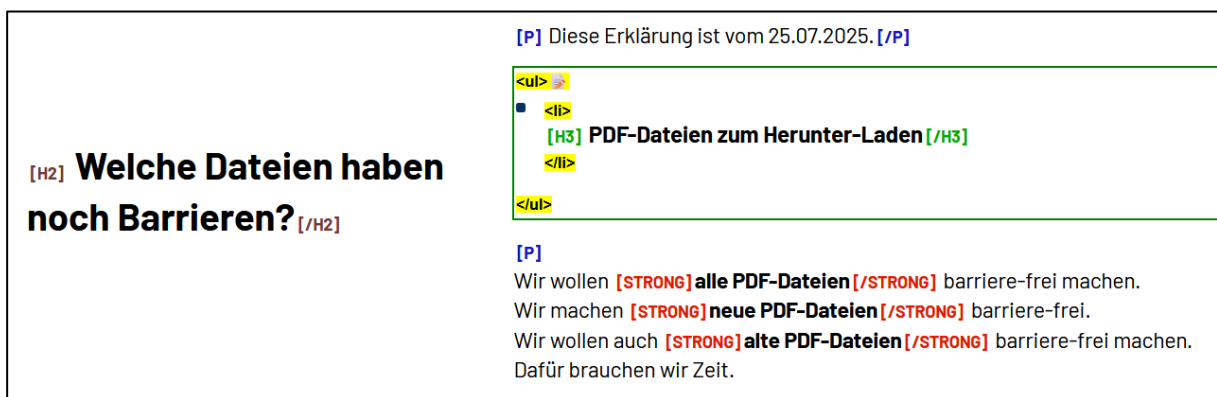 [H2] Welche Dateien haben
noch Barrieren? [/H2]
[P] Diese Erklärung ist vom 25.07.2025. [/P]
<ul>
<li>
[H3] PDF-Dateien zum Herunter-Laden [/H3]
</li>
</ul>
[P]
Wir wollen [STRONG] alle PDF-Dateien [/STRONG] barriere-frei machen.
Wir machen [STRONG] neue PDF-Dateien [/STRONG] barriere-frei.
Wir wollen auch [STRONG] alte PDF-Dateien [/STRONG] barriere-frei machen.
Dafür brauchen wir Zeit.